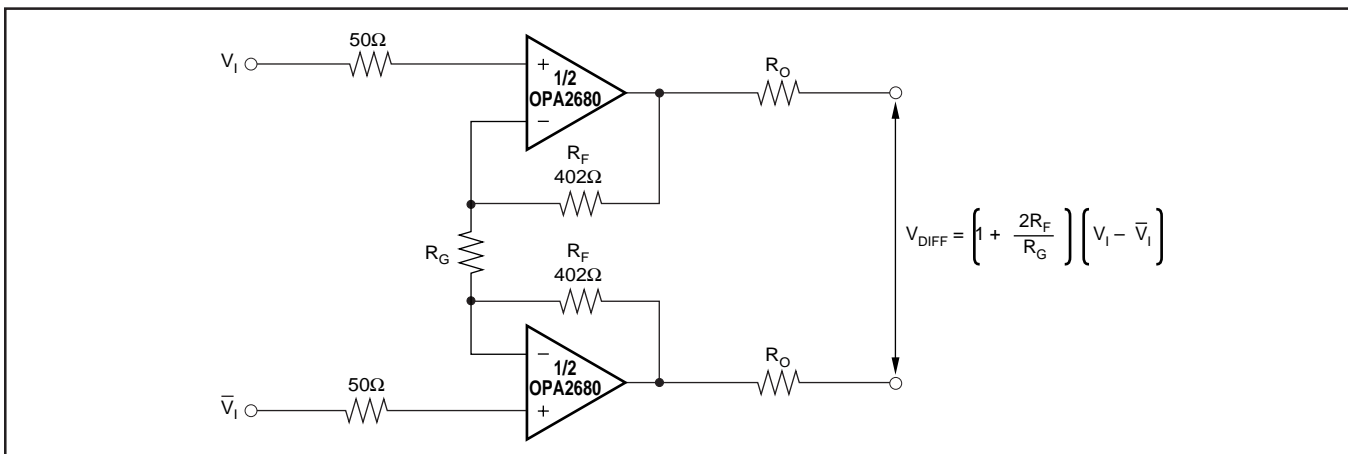 50Ω
V_I
+
1/2
OPA2680
−
R_O
R_F
402Ω
R_G
V_DIFF = (1 + 2R_F / R_G) (V_I – V̅_I)
R_F
402Ω
−
1/2
OPA2680
+
R_O
50Ω
V̅_I